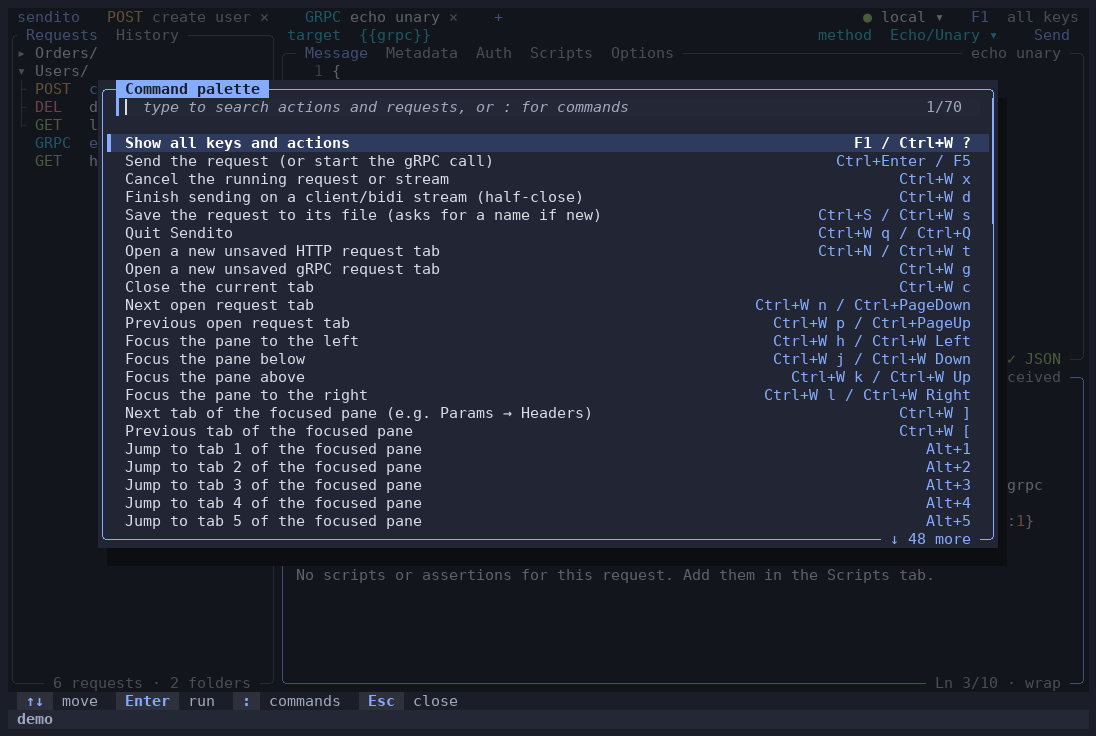 sendito POST create user × GRPC echo unary × + ● local ▾ F1 all keys
Requests History target {{grpc}} method Echo/Unary ▾ Send
▸ Orders/ Message Metadata Auth Scripts Options echo unary
▾ Users/ 1 {
POST c Command palette
DEL d type to search actions and requests, or : for commands 1/70
GET l
GRPC e Show all keys and actions F1 / Ctrl+W ?
GET h Send the request (or start the gRPC call) Ctrl+Enter / F5
Cancel the running request or stream Ctrl+W x
Finish sending on a client/bidi stream (half-close) Ctrl+W d
Save the request to its file (asks for a name if new) Ctrl+S / Ctrl+W s
Quit Sendito Ctrl+W q / Ctrl+Q
Open a new unsaved HTTP request tab Ctrl+N / Ctrl+W t
Open a new unsaved gRPC request tab Ctrl+W g
Close the current tab Ctrl+W c
Next open request tab Ctrl+W n / Ctrl+PageDown
Previous open request tab Ctrl+W p / Ctrl+PageUp
Focus the pane to the left Ctrl+W h / Ctrl+W Left
Focus the pane below Ctrl+W j / Ctrl+W Down ✓ JSON
Focus the pane above Ctrl+W k / Ctrl+W Up ceived
Focus the pane to the right Ctrl+W l / Ctrl+W Right
Next tab of the focused pane (e.g. Params → Headers) Ctrl+W ]
Previous tab of the focused pane Ctrl+W [
Jump to tab 1 of the focused pane Alt+1
Jump to tab 2 of the focused pane Alt+2
Jump to tab 3 of the focused pane Alt+3 grpc
Jump to tab 4 of the focused pane Alt+4
Jump to tab 5 of the focused pane Alt+5 :1}
↓ 48 more
No scripts or assertions for this request. Add them in the Scripts tab.
6 requests · 2 folders Ln 3/10 · wrap
↑↓ move Enter run : commands Esc close
demo